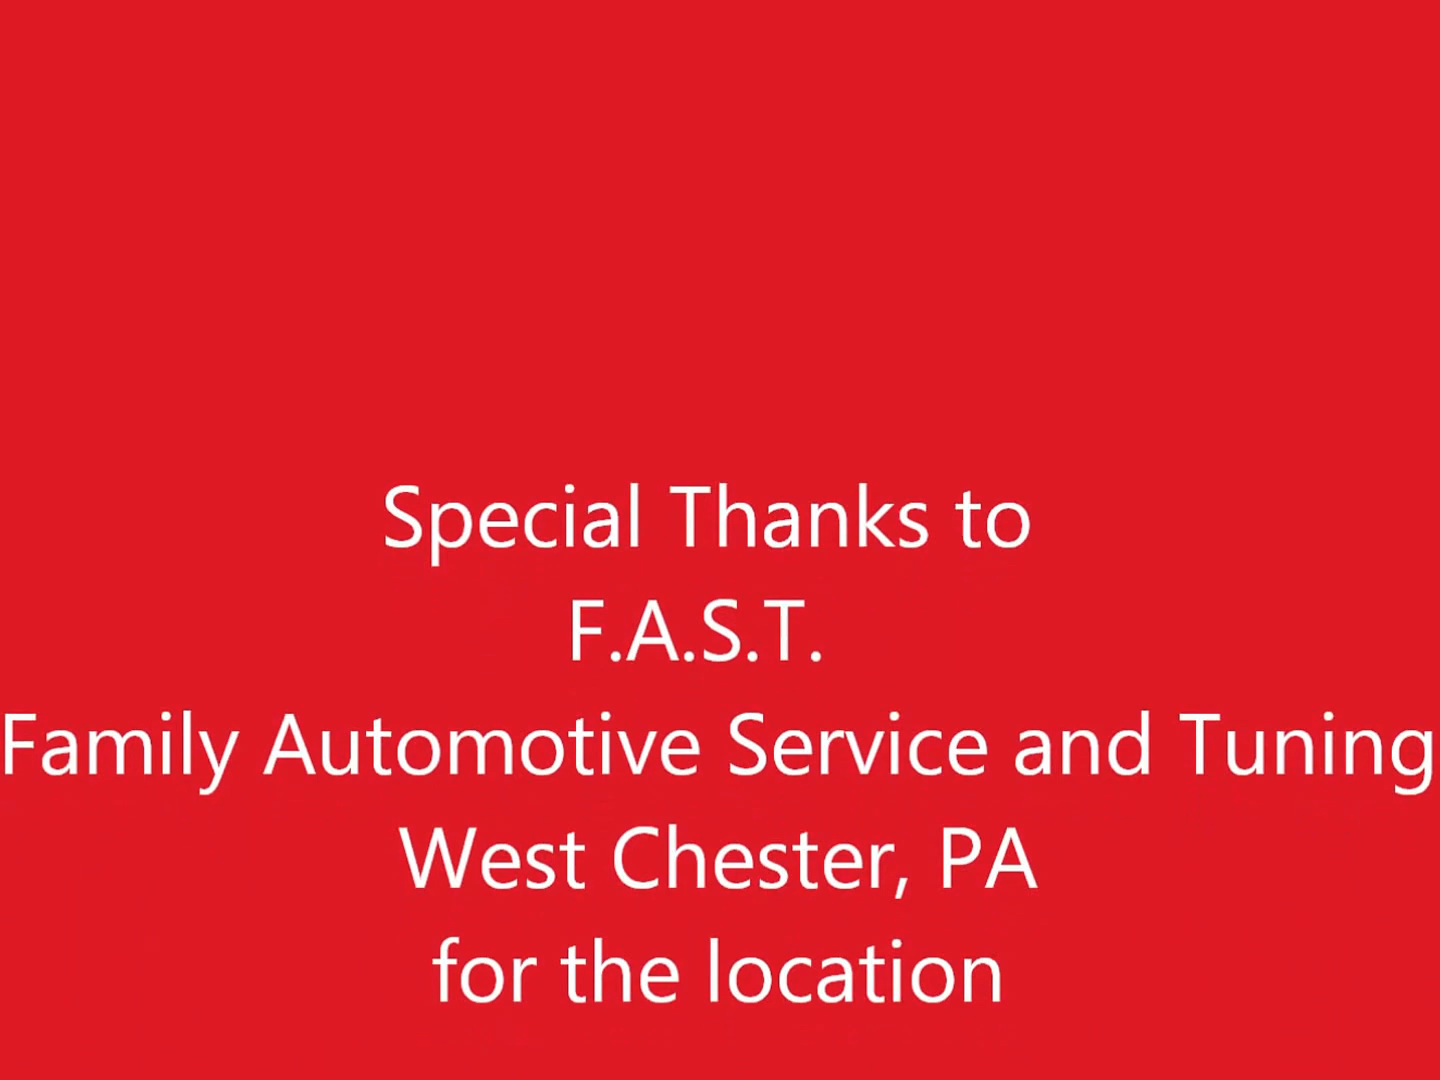 Special Thanks to
F.A.S.T.
Family Automotive Service and Tuning
West Chester, PA
for the location